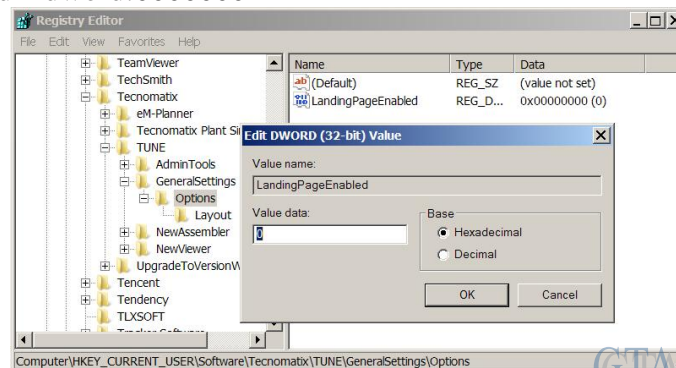 Registry Editor
File Edit View Favorites Help
TeamViewer
TechSmith
Tecnomatix
eM-Planner
Tecnomatix Plant Si
TUNE
AdminTools
GeneralSettings
Options
Layout
NewAssembler
NewViewer
UpgradeToVersionW
Tencent
Tendency
TLXSOFT
Name Type Data
ab (Default) REG_SZ (value not set)
LandingPageEnabled REG_D... 0x00000000 (0)
Edit DWORD (32-bit) Value
Value name:
LandingPageEnabled
Value data:
0
Base
Hexadecimal
Decimal
OK Cancel
Computer\HKEY_CURRENT_USER\Software\Tecnomatix\TUNE\GeneralSettings\Options
GTA